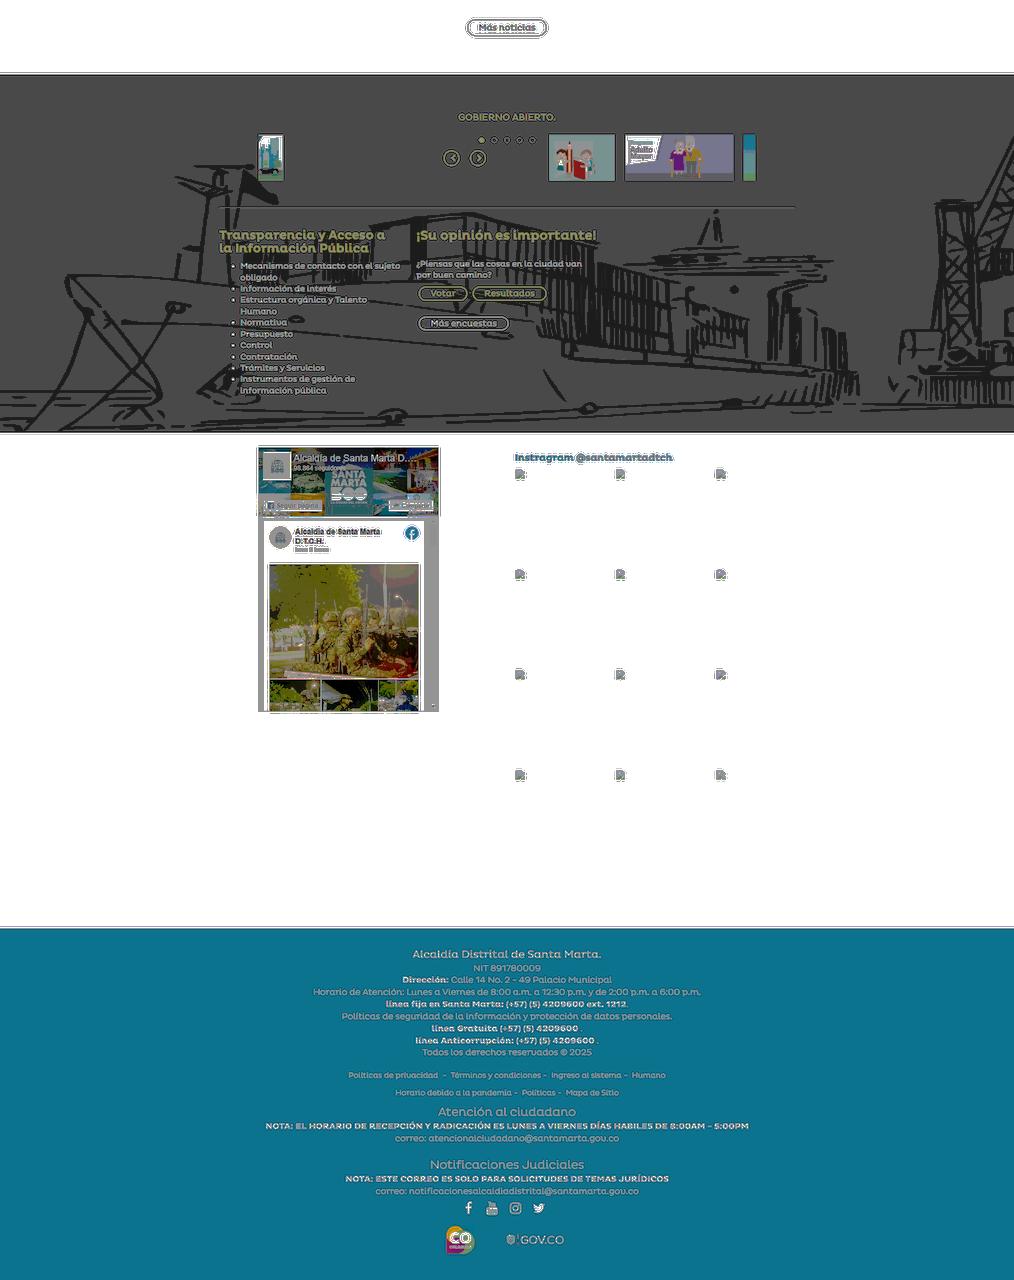 Más noticias
GOBIERNO ABIERTO.
Adulto
Mayor
Transparencia y Acceso a
la Información Pública
Mecanismos de contacto con el sujeto
obligado
Información de interés
Estructura orgánica y Talento
Humano
Normativa
Presupuesto
Control
Contratación
Trámites y Servicios
Instrumentos de gestión de
información pública
¡Su opinión es importante!
¿Piensas que las cosas en la ciudad van
por buen camino?
Votar
Resultados
Más encuestas
Alcaldía de Santa Marta D....
98.864 seguidores
SANTA
MARTA
500
Seguir página
Alcaldía de Santa Marta
D.T.C.H.
Instragram @santamartadtch
Alcaldía Distrital de Santa Marta.
NIT 891780009
Dirección: Calle 14 No. 2 - 49 Palacio Municipal
Horario de Atención: Lunes a Viernes de 8:00 a.m. a 12:30 p.m. y de 2:00 p.m. a 6:00 p.m.
línea fija en Santa Marta: (+57) (5) 4209600 ext. 1212.
Políticas de seguridad de la información y protección de datos personales.
línea Gratuita (+57) (5) 4209600 .
línea Anticorrupción: (+57) (5) 4209600 .
Todos los derechos reservados © 2025
Políticas de privacidad - Términos y condiciones - Ingreso al sistema - Humano
Horario debido a la pandemia - Políticas - Mapa de Sitio
Atención al ciudadano
NOTA: EL HORARIO DE RECEPCIÓN Y RADICACIÓN ES LUNES A VIERNES DÍAS HABILES DE 8:00AM - 5:00PM
correo: atencionalciudadano@santamarta.gov.co
Notificaciones Judiciales
NOTA: ESTE CORREO ES SOLO PARA SOLICITUDES DE TEMAS JURÍDICOS
correo: notificacionesalcaldiadistrital@santamarta.gov.co
CO
GOV.CO